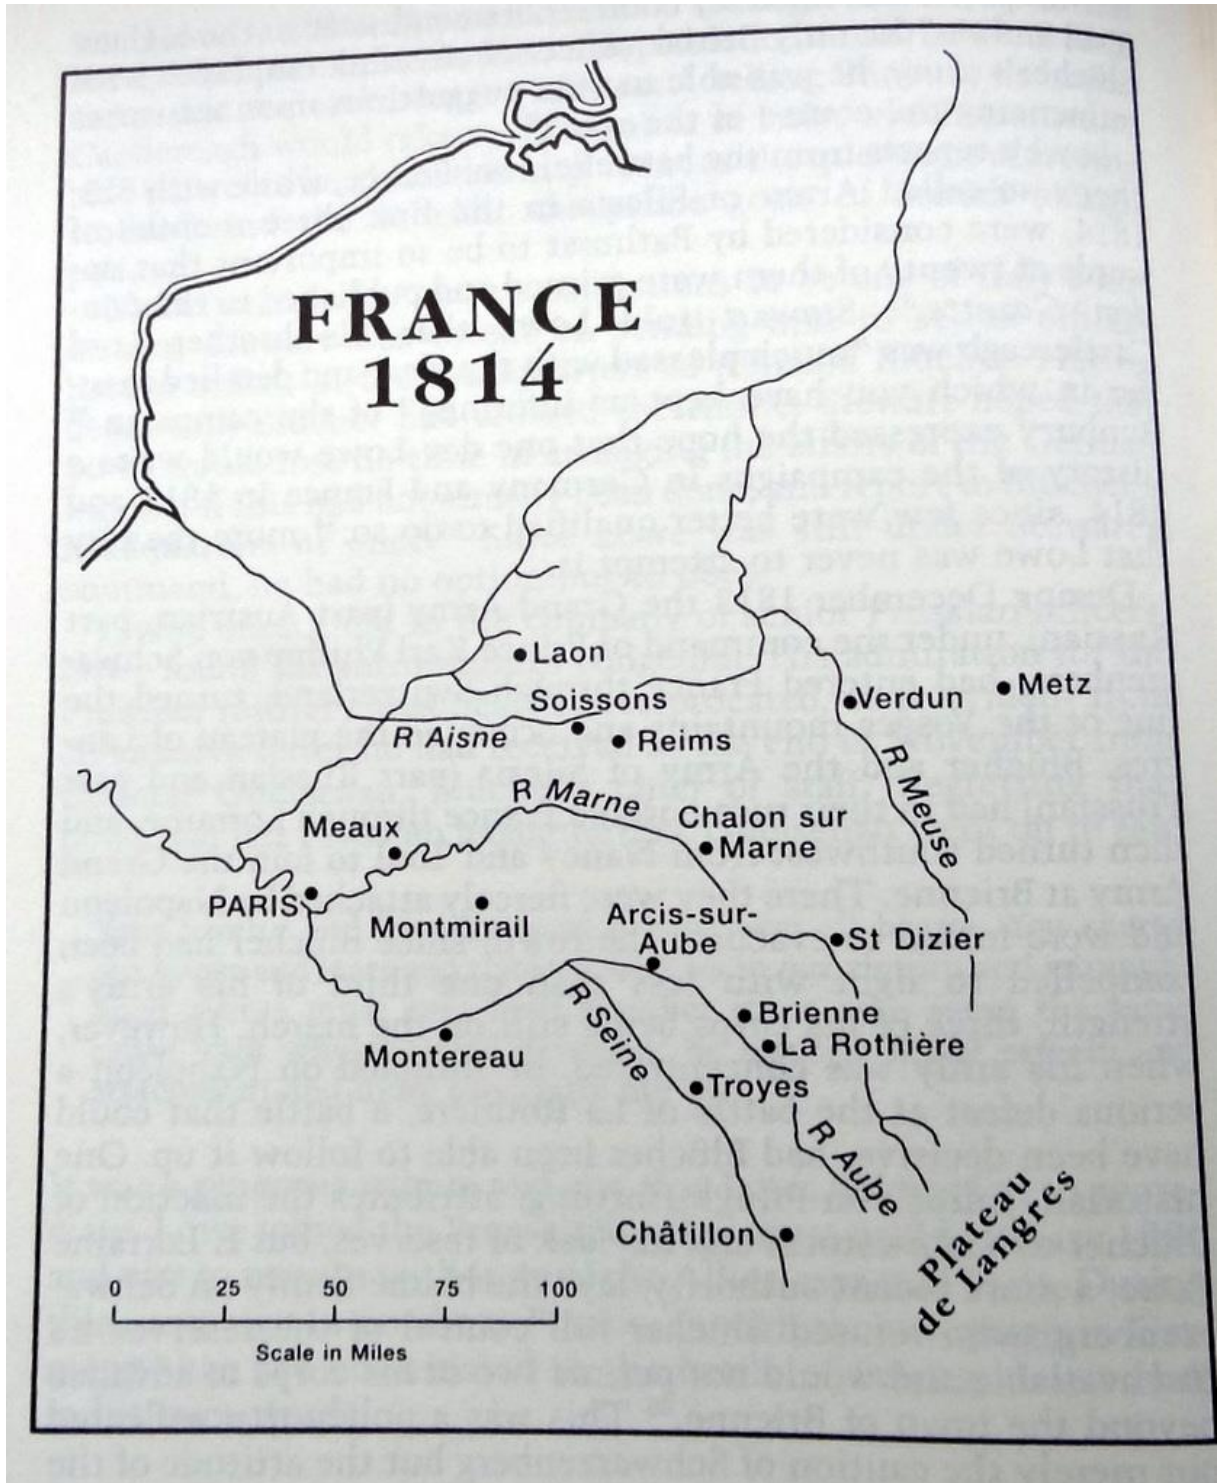 FRANCE
1814
Laon
Soissons
Verdun
Metz
R Aisne
Reims
R Marne
R Meuse
Meaux
Chalon sur
Marne
PARIS
Montmirail
Arcis-sur-
Aube
St Dizier
R Seine
Brienne
La Rothière
Montereau
Troyes
R Aube
Châtillon
Plateau
de Langres
0 25 50 75 100
Scale in Miles